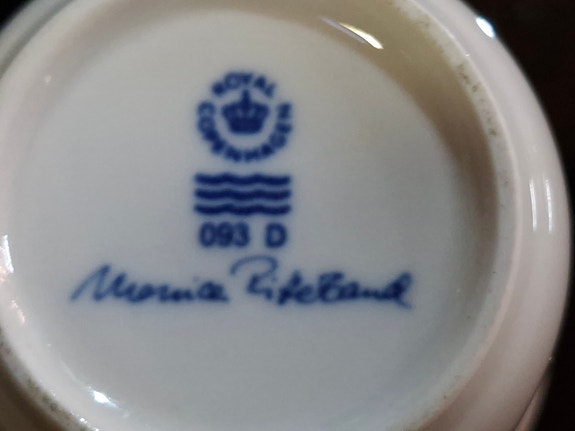 ROYAL
COPENHAGEN
093 D
Monica Ritterband